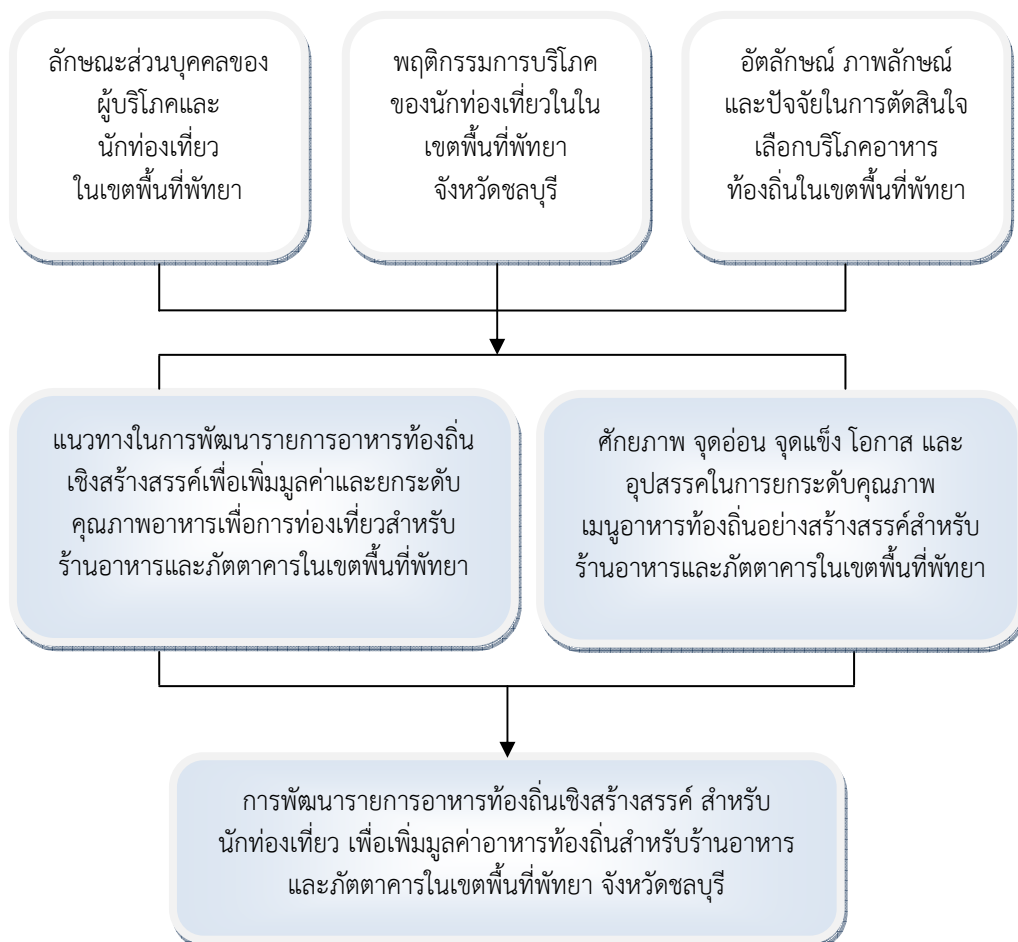 ลักษณะส่วนบุคคลของ
ผู้บริโภคและ
นักท่องเที่ยว
ในเขตพื้นที่พัทยา
พฤติกรรมการบริโภค
ของนักท่องเที่ยวในใน
เขตพื้นที่พัทยา
จังหวัดชลบุรี
อัตลักษณ์ ภาพลักษณ์
และปัจจัยในการตัดสินใจ
เลือกบริโภคอาหาร
ท้องถิ่นในเขตพื้นที่พัทยา
แนวทางในการพัฒนารายการอาหารท้องถิ่น
เชิงสร้างสรรค์เพื่อเพิ่มมูลค่าและยกระดับ
คุณภาพอาหารเพื่อการท่องเที่ยวสำหรับ
ร้านอาหารและภัตตาคารในเขตพื้นที่พัทยา
ศักยภาพ จุดอ่อน จุดแข็ง โอกาส และ
อุปสรรคในการยกระดับคุณภาพ
เมนูอาหารท้องถิ่นอย่างสร้างสรรค์สำหรับ
ร้านอาหารและภัตตาคารในเขตพื้นที่พัทยา
การพัฒนารายการอาหารท้องถิ่นเชิงสร้างสรรค์ สำหรับ
นักท่องเที่ยว เพื่อเพิ่มมูลค่าอาหารท้องถิ่นสำหรับร้านอาหาร
และภัตตาคารในเขตพื้นที่พัทยา จังหวัดชลบุรี